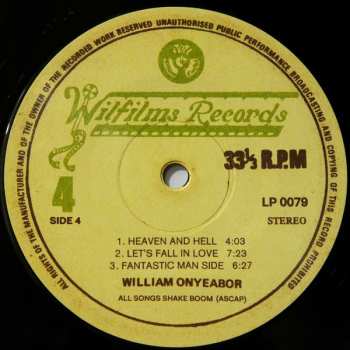 ALL RIGHTS OF THE MANUFACTURER AND OF THE OWNER OF THE RECORDED WORK RESERVED UNAUTHORISED PUBLIC PERFORMANCE BROADCASTING AND COPYING OF THIS RECORD PROHIBITED
Wilfilms Records
33⅓ R.P.M
4
SIDE 4
LP 0079
STEREO
1. HEAVEN AND HELL 4:03
2. LET'S FALL IN LOVE 7:23
3. FANTASTIC MAN SIDE 6:27
WILLIAM ONYEABOR
ALL SONGS SHAKE BOOM (ASCAP)